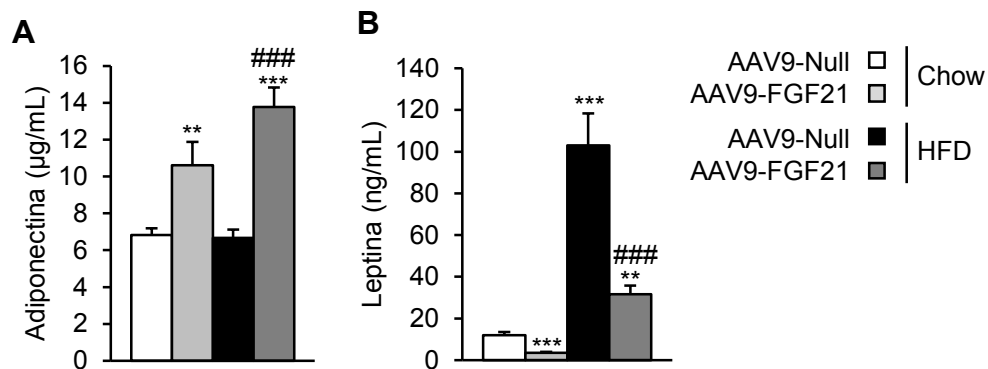 A
Adiponectina (µg/mL)
16
14
12
10
8
6
4
2
0
**
###
***
B
Leptina (ng/mL)
140
120
100
80
60
40
20
0
***
***
###
**
AAV9-Null
AAV9-FGF21
Chow
AAV9-Null
AAV9-FGF21
HFD